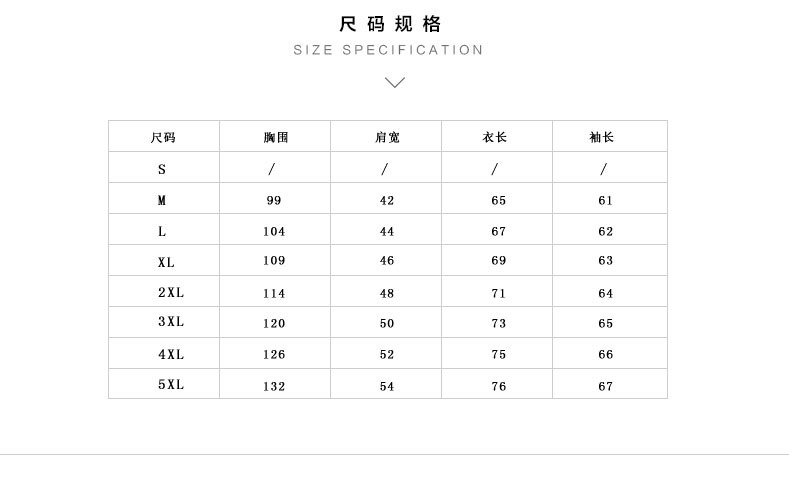 尺码规格
SIZE SPECIFICATION
尺码 胸围 肩宽 衣长 袖长
S / / / /
M 99 42 65 61
L 104 44 67 62
XL 109 46 69 63
2XL 114 48 71 64
3XL 120 50 73 65
4XL 126 52 75 66
5XL 132 54 76 67